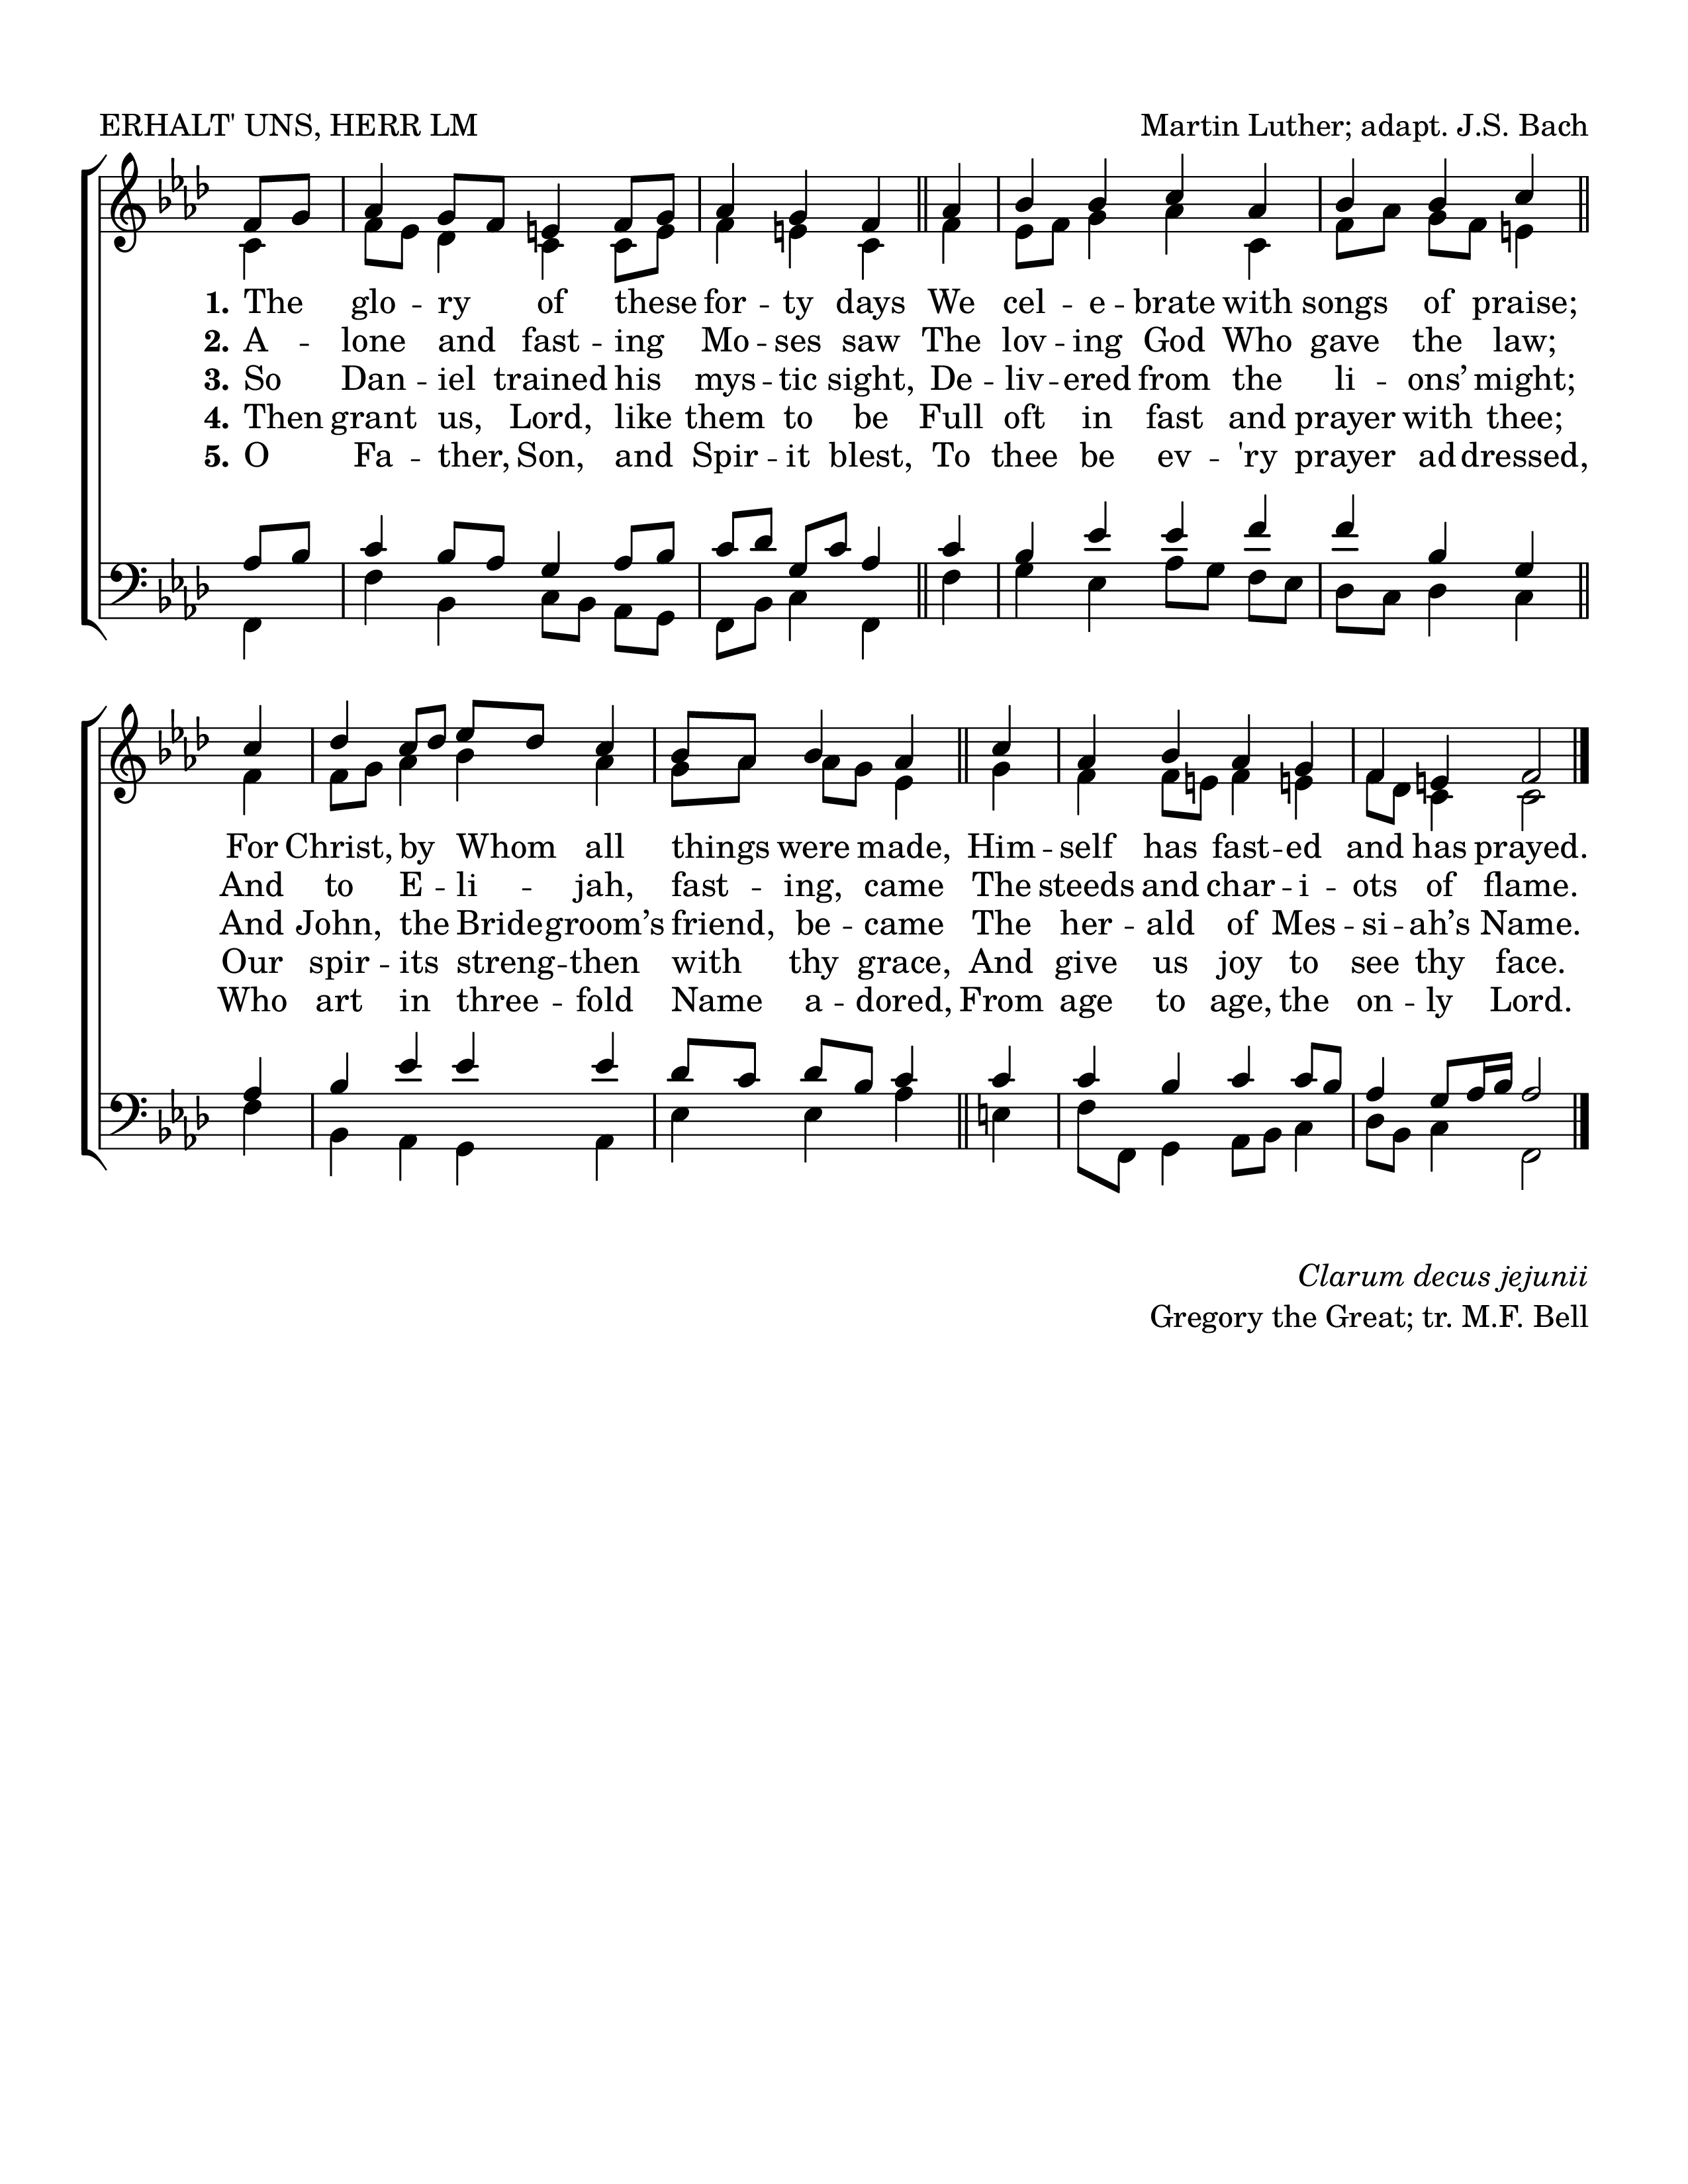 ERHALT' UNS, HERR LM
Martin Luther; adapt. J.S. Bach
1. The glo - ry of these for - ty days We cel - e - brate with songs of praise;
2. A - lone and fast - ing Mo - ses saw The lov - ing God Who gave the law;
3. So Dan - iel trained his mys - tic sight, De - liv - ered from the li - ons’ might;
4. Then grant us, Lord, like them to be Full oft in fast and prayer with thee;
5. O Fa - ther, Son, and Spir - it blest, To thee be ev - 'ry prayer ad - dressed,
For Christ, by Whom all things were made, Him - self has fast - ed and has prayed.
And to E - li - jah, fast - ing, came The steeds and char - i - ots of flame.
And John, the Bride - groom’s friend, be - came The her - ald of Mes - si - ah’s Name.
Our spir - its streng - then with thy grace, And give us joy to see thy face.
Who art in three - fold Name a - dored, From age to age, the on - ly Lord.
Clarum decus jejunii
Gregory the Great; tr. M.F. Bell